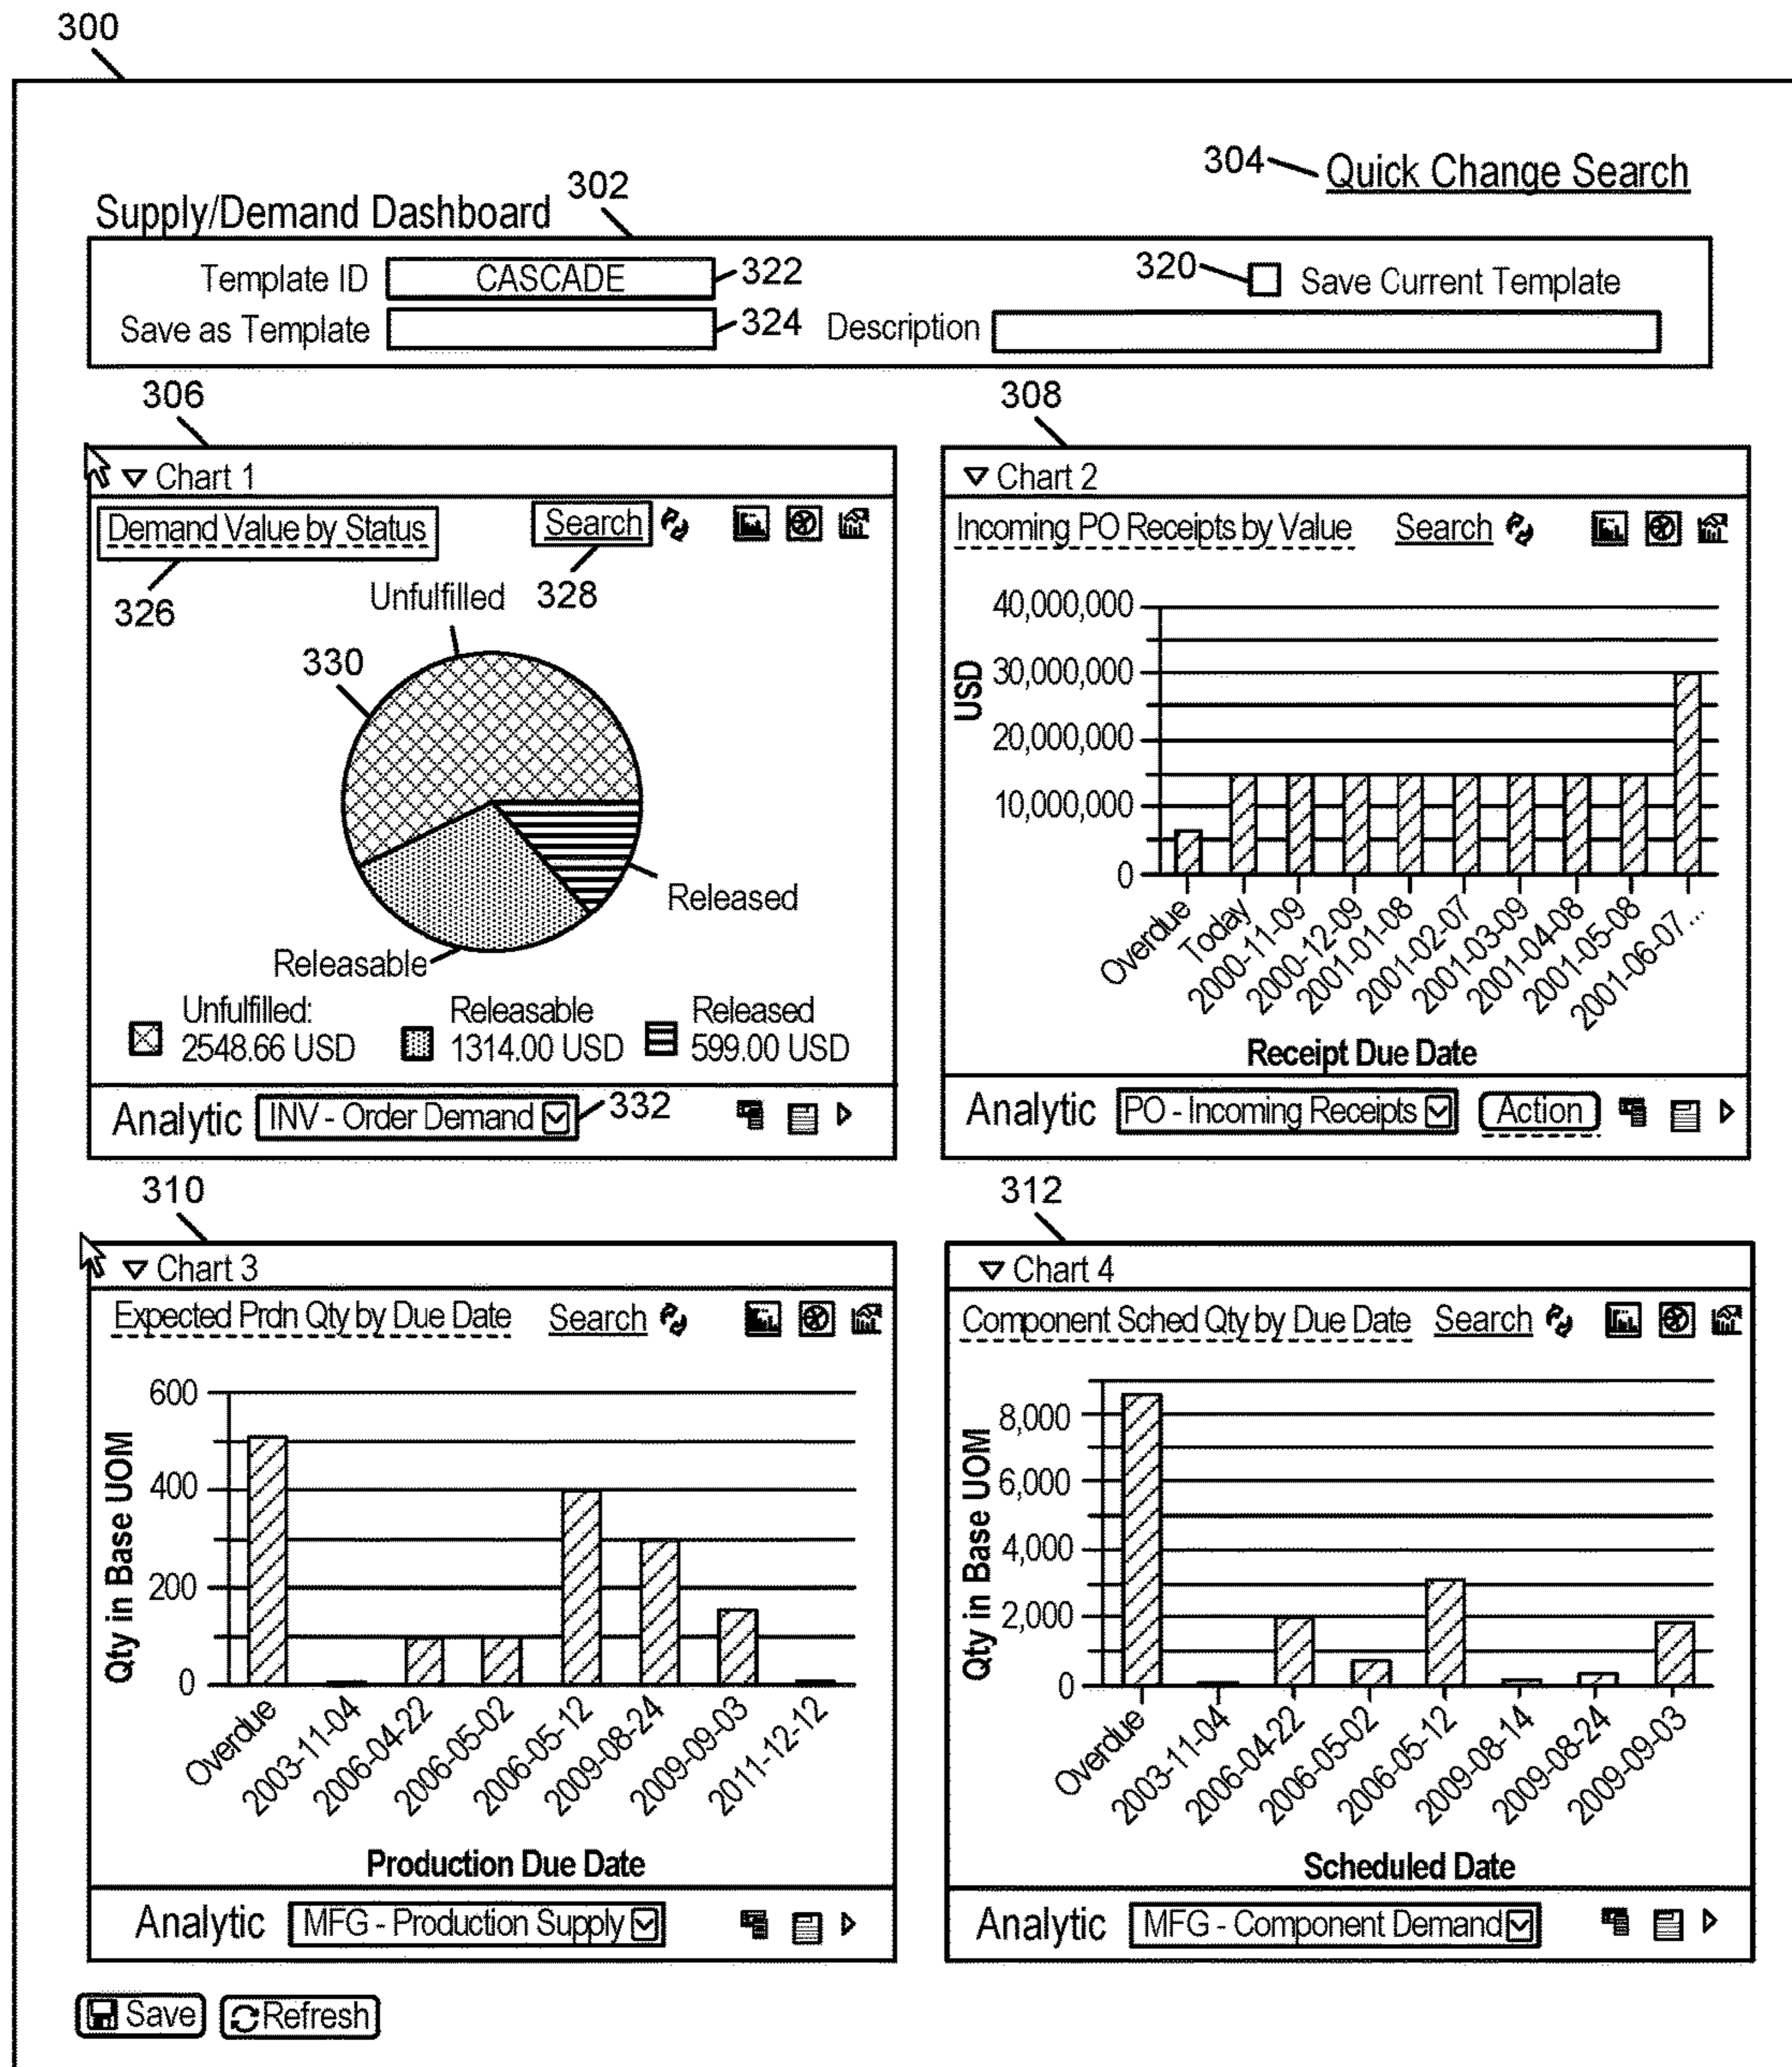 300
304 Quick Change Search
Supply/Demand Dashboard 302
Template ID CASCADE 322 320 Save Current Template
Save as Template 324 Description
306
Chart 1
Demand Value by Status Search
326 328
Unfulfilled
330
Released
Releasable
Unfulfilled: Releasable Released
2548.66 USD 1314.00 USD 599.00 USD
Analytic INV - Order Demand 332
308
Chart 2
Incoming PO Receipts by Value Search
USD
40,000,000
30,000,000
20,000,000
10,000,000
0
Overdue Today 2000-11-09 2000-12-09 2001-01-08 2001-02-07 2001-03-09 2001-04-08 2001-05-08 2001-06-07...
Receipt Due Date
Analytic PO - Incoming Receipts Action
310
Chart 3
Expected Prdn Qty by Due Date Search
Qty in Base UOM
600
400
200
0
Overdue 2003-11-04 2006-04-22 2006-05-02 2006-05-12 2009-08-24 2009-09-03 2011-12-12
Production Due Date
Analytic MFG - Production Supply
312
Chart 4
Component Sched Qty by Due Date Search
Qty in Base UOM
8,000
6,000
4,000
2,000
0
Overdue 2003-11-04 2006-04-22 2006-05-02 2006-05-12 2009-08-14 2009-08-24 2009-09-03
Scheduled Date
Analytic MFG - Component Demand
Save Refresh